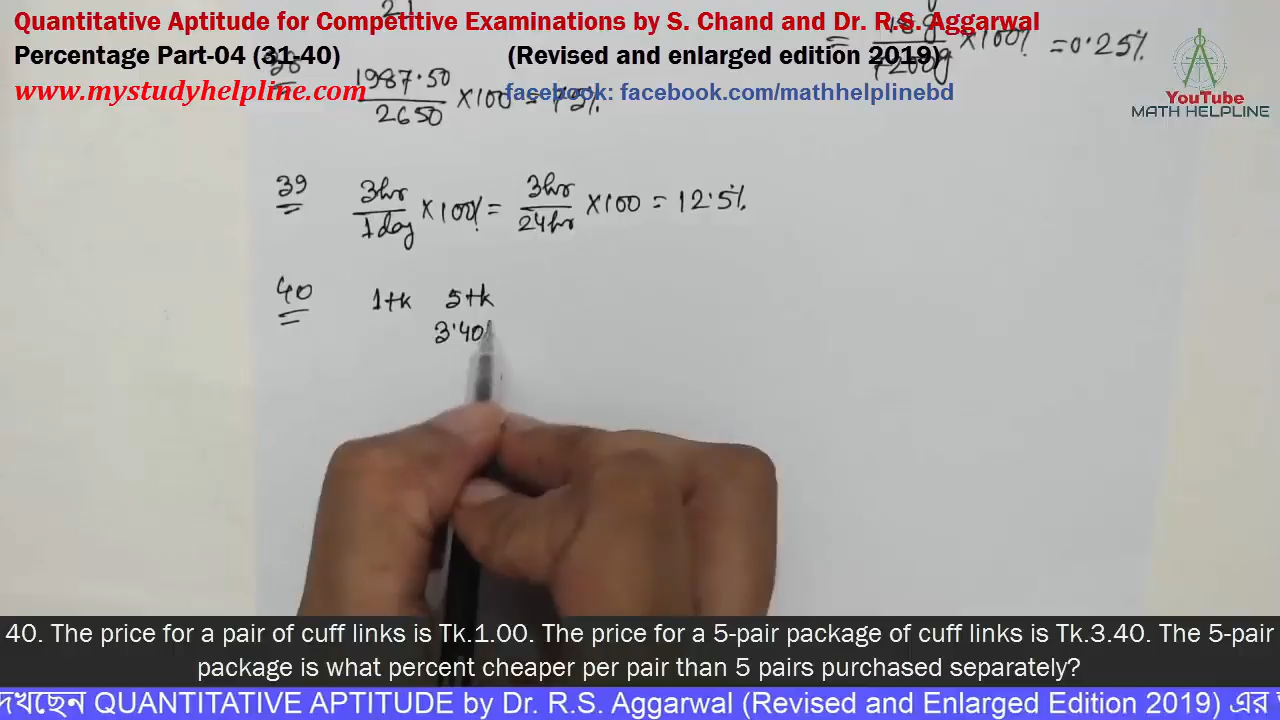 21
Quantitative Aptitude for Competitive Examinations by S. Chand and Dr. R.S. Aggarwal
Percentage Part-04 (31-40) (Revised and enlarged edition 2019)
= 18g/7200g ×100% = 0.25%
www.mystudyhelpline.com facebook: facebook.com/mathhelplinebd
YouTube
MATH HELPLINE
38 1987.50/2650 ×100 = 75%
39 3hr/1day ×100% = 3hr/24hr ×100 = 12.5%
40 1tk 5tk
3.40
40. The price for a pair of cuff links is Tk.1.00. The price for a 5-pair package of cuff links is Tk.3.40. The 5-pair
package is what percent cheaper per pair than 5 pairs purchased separately?
দেখছেন QUANTITATIVE APTITUDE by Dr. R.S. Aggarwal (Revised and Enlarged Edition 2019) এর